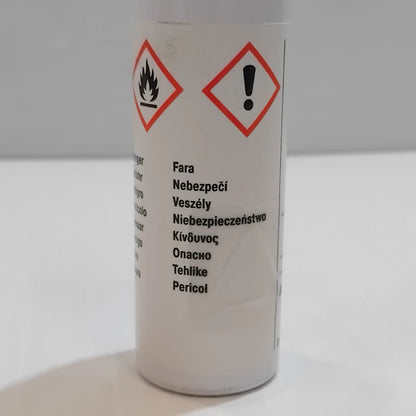 Fara
Nebezpečí
Veszély
Niebezpieczeństwo
Κίνδυνος
Опасно
Tehlike
Pericol